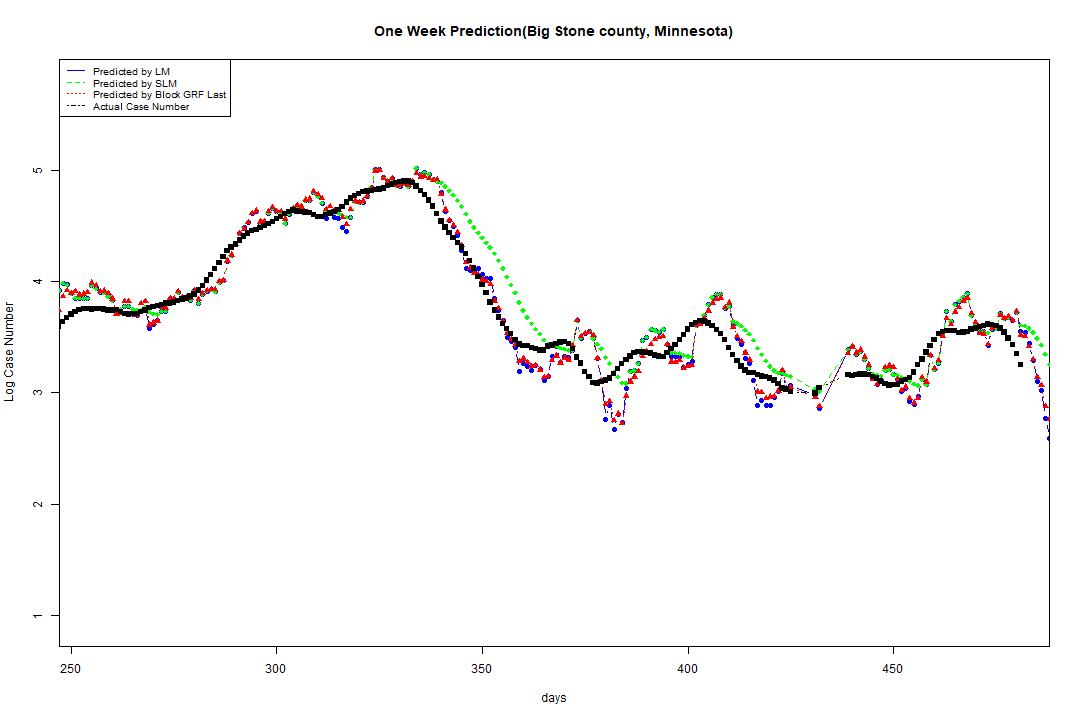 One Week Prediction(Big Stone county, Minnesota)
Predicted by LM
Predicted by SLM
Predicted by Block GRF Last
Actual Case Number
5
4
3
2
1
Log Case Number
250 300 350 400 450
days